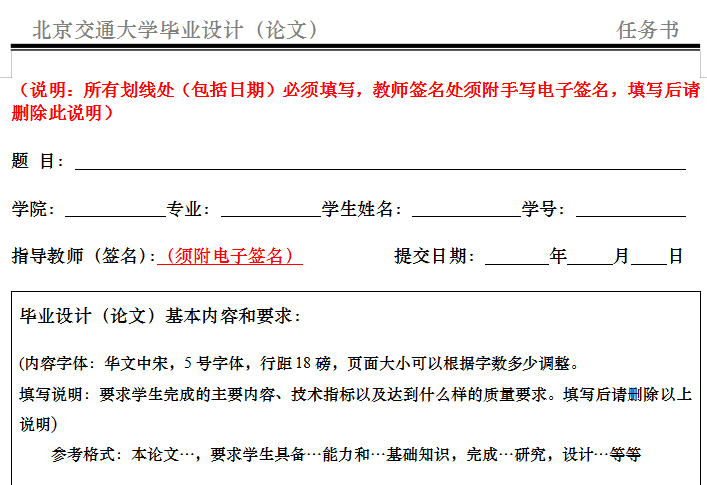 北京交通大学毕业设计（论文） 任务书
（说明：所有划线处（包括日期）必须填写，教师签名处须附手写电子签名，填写后请
删除此说明）
题 目：
学院： 专业： 学生姓名： 学号：
指导教师（签名）：（须附电子签名） 提交日期： 年 月 日
毕业设计（论文）基本内容和要求：
(内容字体：华文中宋，5 号字体，行距 18 磅，页面大小可以根据字数多少调整。
填写说明：要求学生完成的主要内容、技术指标以及达到什么样的质量要求。填写后请删除以上
说明)
参考格式：本论文…，要求学生具备…能力和…基础知识，完成…研究，设计…等等